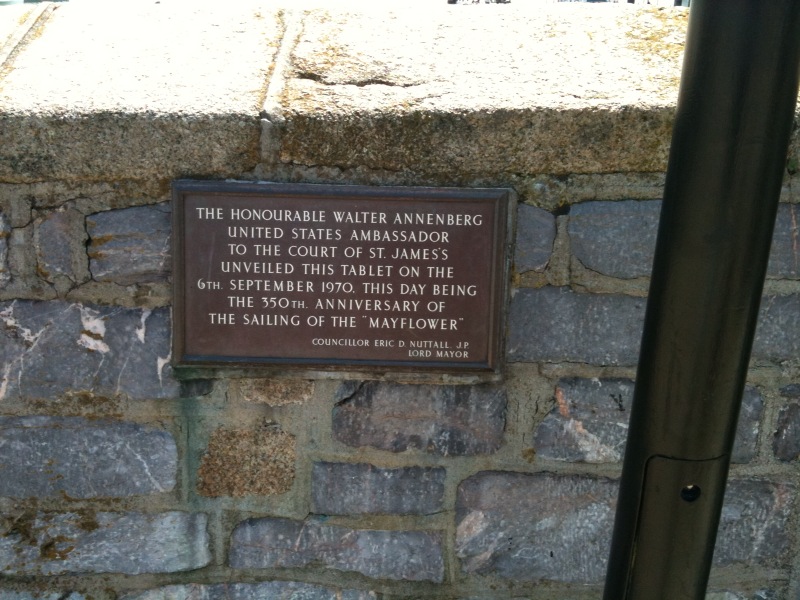 THE HONOURABLE WALTER ANNENBERG
UNITED STATES AMBASSADOR
TO THE COURT OF ST. JAMES'S
UNVEILED THIS TABLET ON THE
6TH. SEPTEMBER 1970. THIS DAY BEING
THE 350TH. ANNIVERSARY OF
THE SAILING OF THE "MAYFLOWER"
COUNCILLOR ERIC D. NUTTALL. J.P.
LORD MAYOR